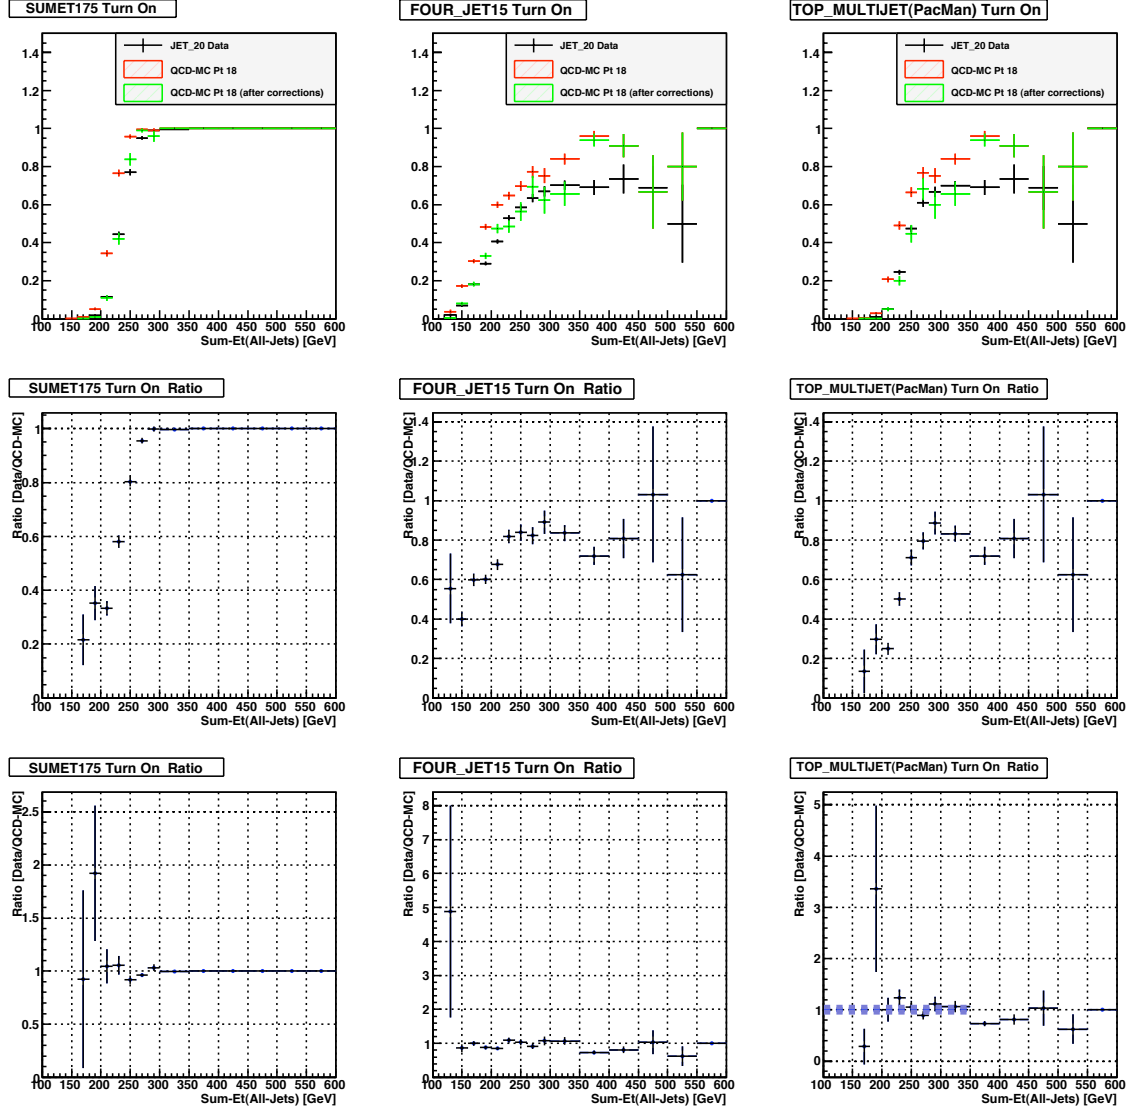 SUMET175 Turn On
JET_20 Data
QCD-MC Pt 18
QCD-MC Pt 18 (after corrections)
1.4
1.2
1
0.8
0.6
0.4
0.2
0
100 150 200 250 300 350 400 450 500 550 600
Sum-Et(All-Jets) [GeV]
FOUR_JET15 Turn On
JET_20 Data
QCD-MC Pt 18
QCD-MC Pt 18 (after corrections)
1.4
1.2
1
0.8
0.6
0.4
0.2
0
100 150 200 250 300 350 400 450 500 550 600
Sum-Et(All-Jets) [GeV]
TOP_MULTIJET(PacMan) Turn On
JET_20 Data
QCD-MC Pt 18
QCD-MC Pt 18 (after corrections)
1.4
1.2
1
0.8
0.6
0.4
0.2
0
100 150 200 250 300 350 400 450 500 550 600
Sum-Et(All-Jets) [GeV]
SUMET175 Turn On Ratio
Ratio [Data/QCD-MC]
1
0.8
0.6
0.4
0.2
0
100 150 200 250 300 350 400 450 500 550 600
Sum-Et(All-Jets) [GeV]
FOUR_JET15 Turn On Ratio
Ratio [Data/QCD-MC]
1.4
1.2
1
0.8
0.6
0.4
0.2
0
100 150 200 250 300 350 400 450 500 550 600
Sum-Et(All-Jets) [GeV]
TOP_MULTIJET(PacMan) Turn On Ratio
Ratio [Data/QCD-MC]
1.4
1.2
1
0.8
0.6
0.4
0.2
0
100 150 200 250 300 350 400 450 500 550 600
Sum-Et(All-Jets) [GeV]
SUMET175 Turn On Ratio
Ratio [Data/QCD-MC]
2.5
2
1.5
1
0.5
0
100 150 200 250 300 350 400 450 500 550 600
Sum-Et(All-Jets) [GeV]
FOUR_JET15 Turn On Ratio
Ratio [Data/QCD-MC]
8
7
6
5
4
3
2
1
0
100 150 200 250 300 350 400 450 500 550 600
Sum-Et(All-Jets) [GeV]
TOP_MULTIJET(PacMan) Turn On Ratio
Ratio [Data/QCD-MC]
5
4
3
2
1
0
100 150 200 250 300 350 400 450 500 550 600
Sum-Et(All-Jets) [GeV]